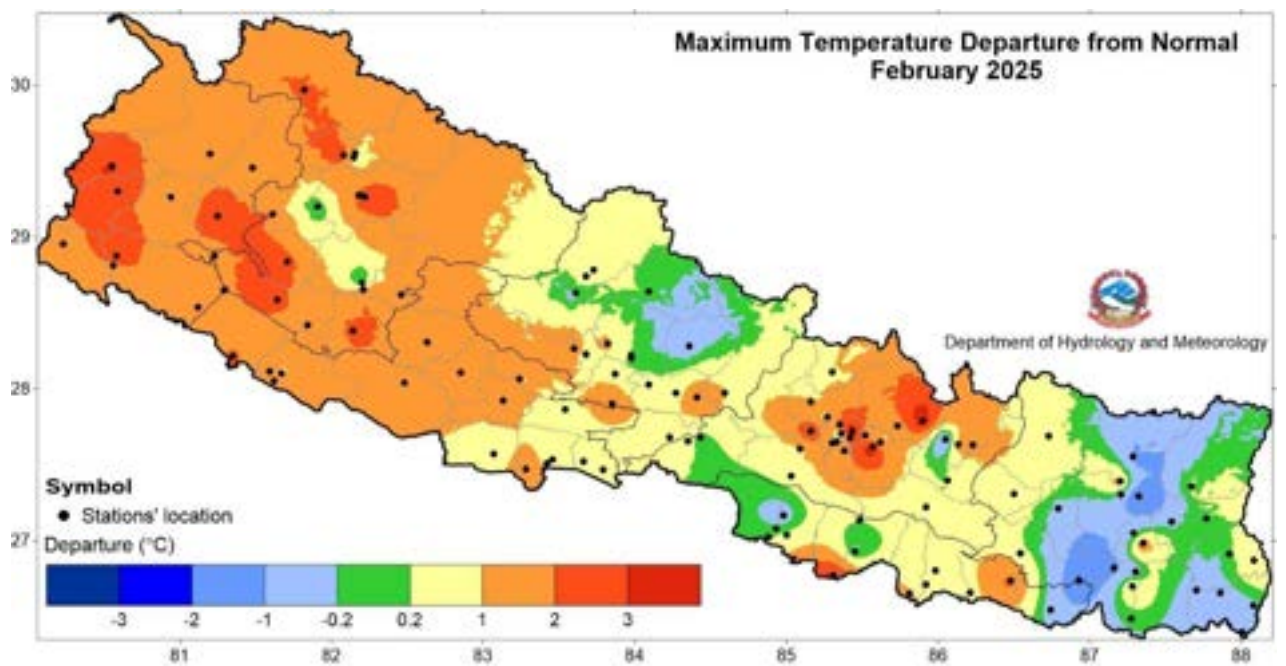 Maximum Temperature Departure from Normal
February 2025
30
29
28
27
Department of Hydrology and Meteorology
Symbol
Stations' location
Departure (°C)
-3 -2 -1 -0.2 0.2 1 2 3
81 82 83 84 85 86 87 88